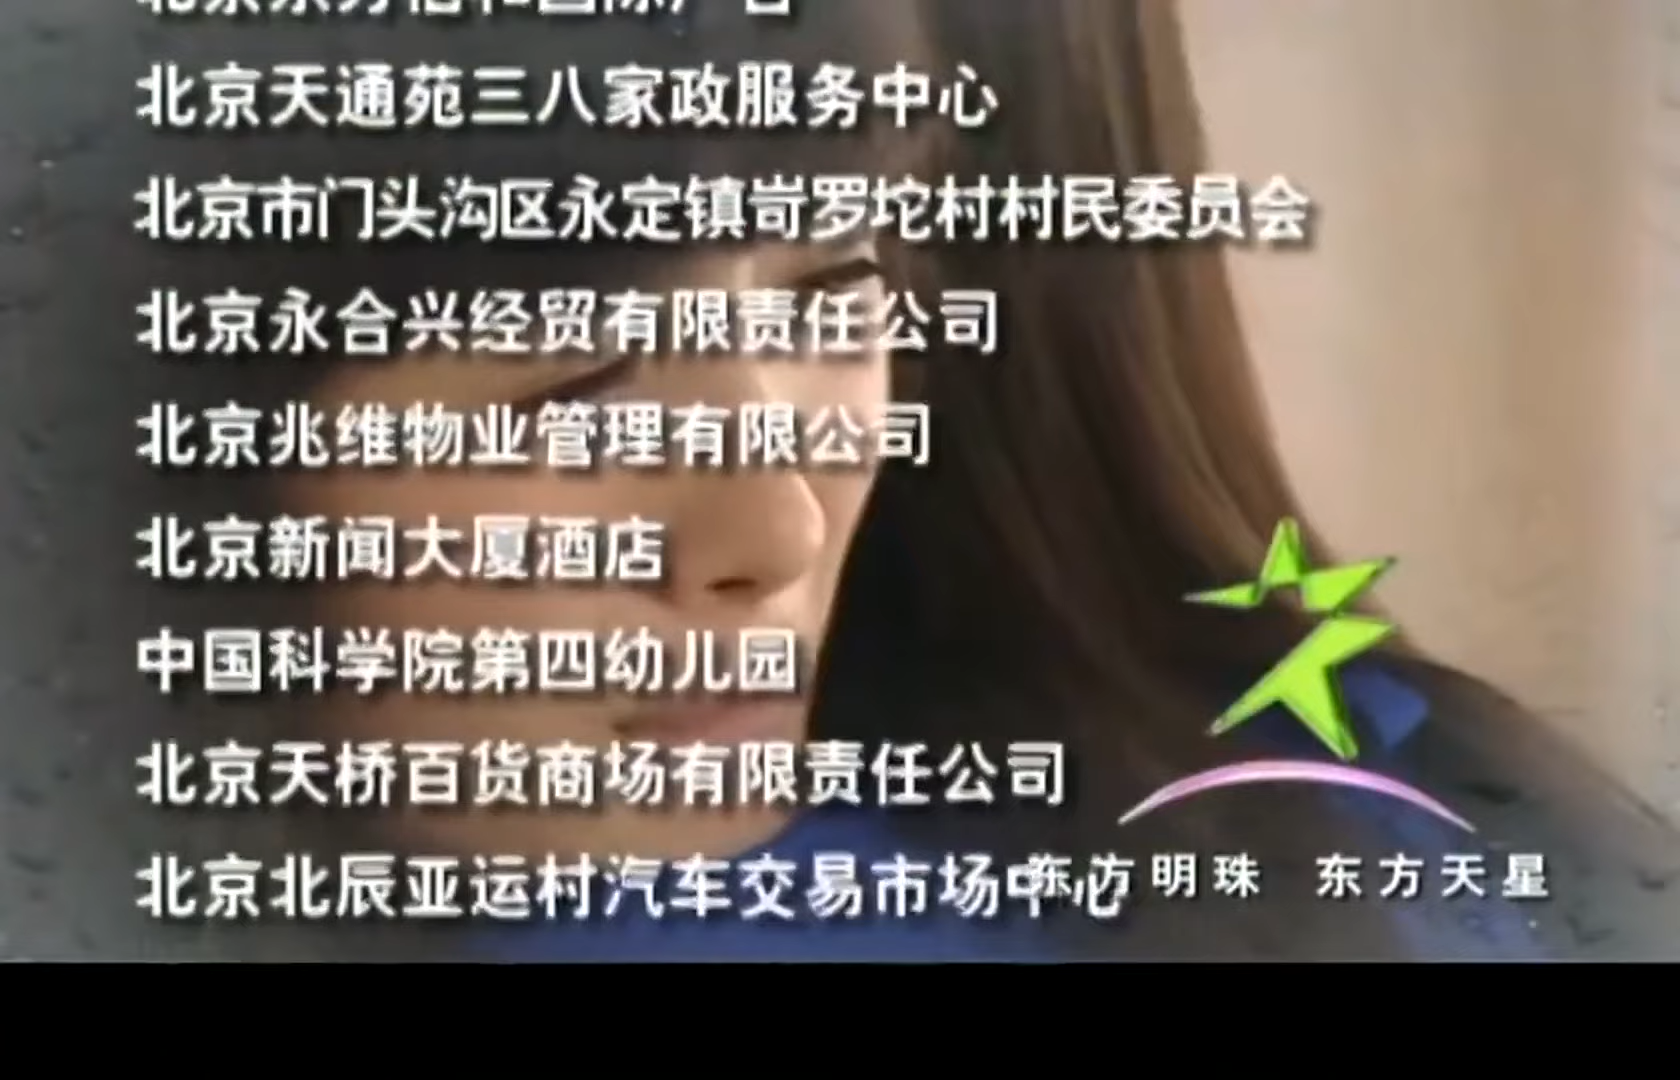 北京天通苑三八家政服务中心
北京市门头沟区永定镇岢罗坨村村民委员会
北京永合兴经贸有限责任公司
北京兆维物业管理有限公司
北京新闻大厦酒店
中国科学院第四幼儿园
北京天桥百货商场有限责任公司
北京北辰亚运村汽车交易市场中心
东方明珠 东方天星